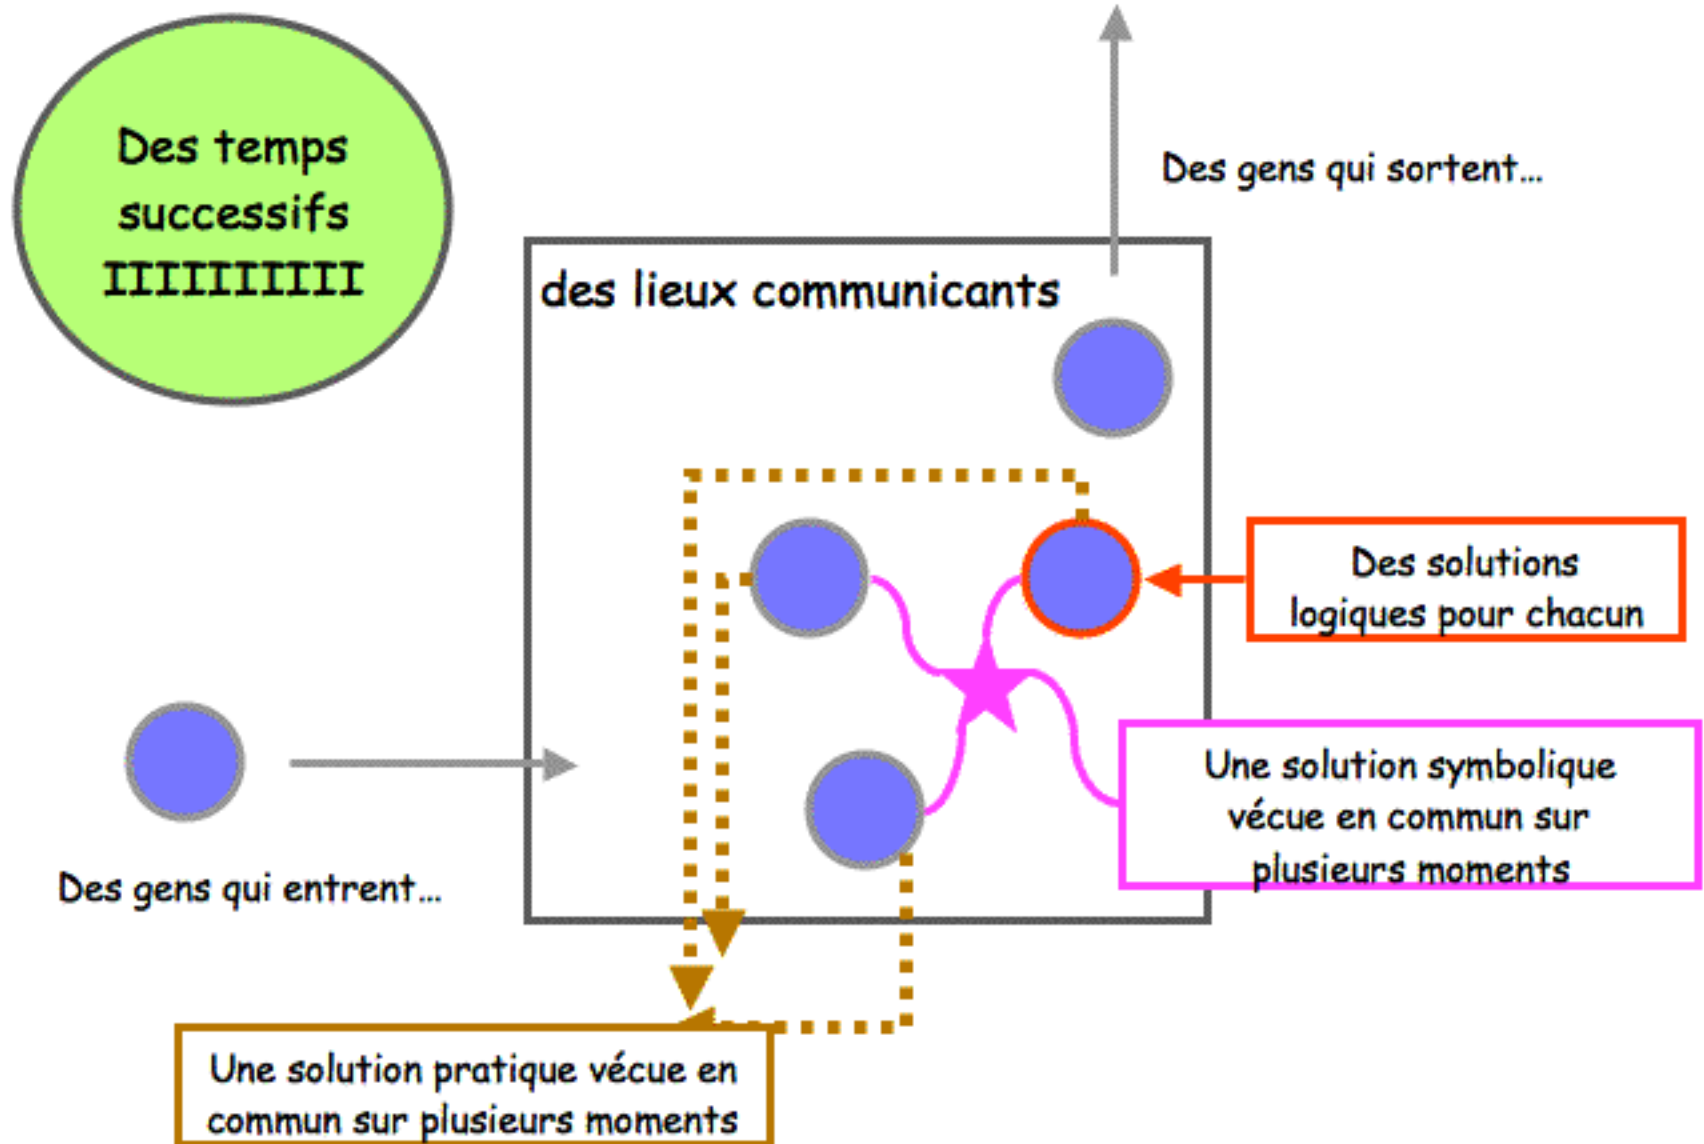 Des temps
successifs
IIIIIIIIII
Des gens qui sortent...
des lieux communicants
Des solutions
logiques pour chacun
Une solution symbolique
vécue en commun sur
plusieurs moments
Des gens qui entrent...
Une solution pratique vécue en
commun sur plusieurs moments